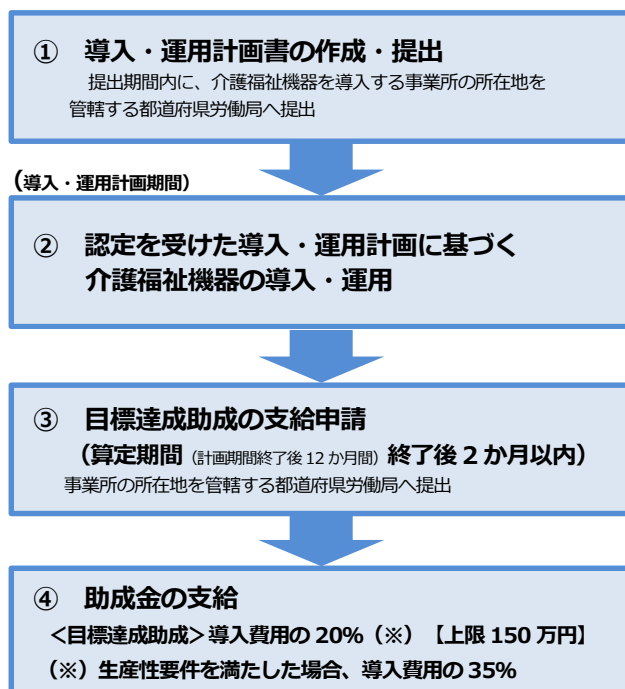 ① 導入・運用計画書の作成・提出
提出期間内に、介護福祉機器を導入する事業所の所在地を
管轄する都道府県労働局へ提出
(導入・運用計画期間)
② 認定を受けた導入・運用計画に基づく
介護福祉機器の導入・運用
③ 目標達成助成の支給申請
(算定期間(計画期間終了後 12 か月間)終了後 2 か月以内)
事業所の所在地を管轄する都道府県労働局へ提出
④ 助成金の支給
<目標達成助成>導入費用の 20%(※)【上限 150 万円】
(※)生産性要件を満たした場合、導入費用の 35%